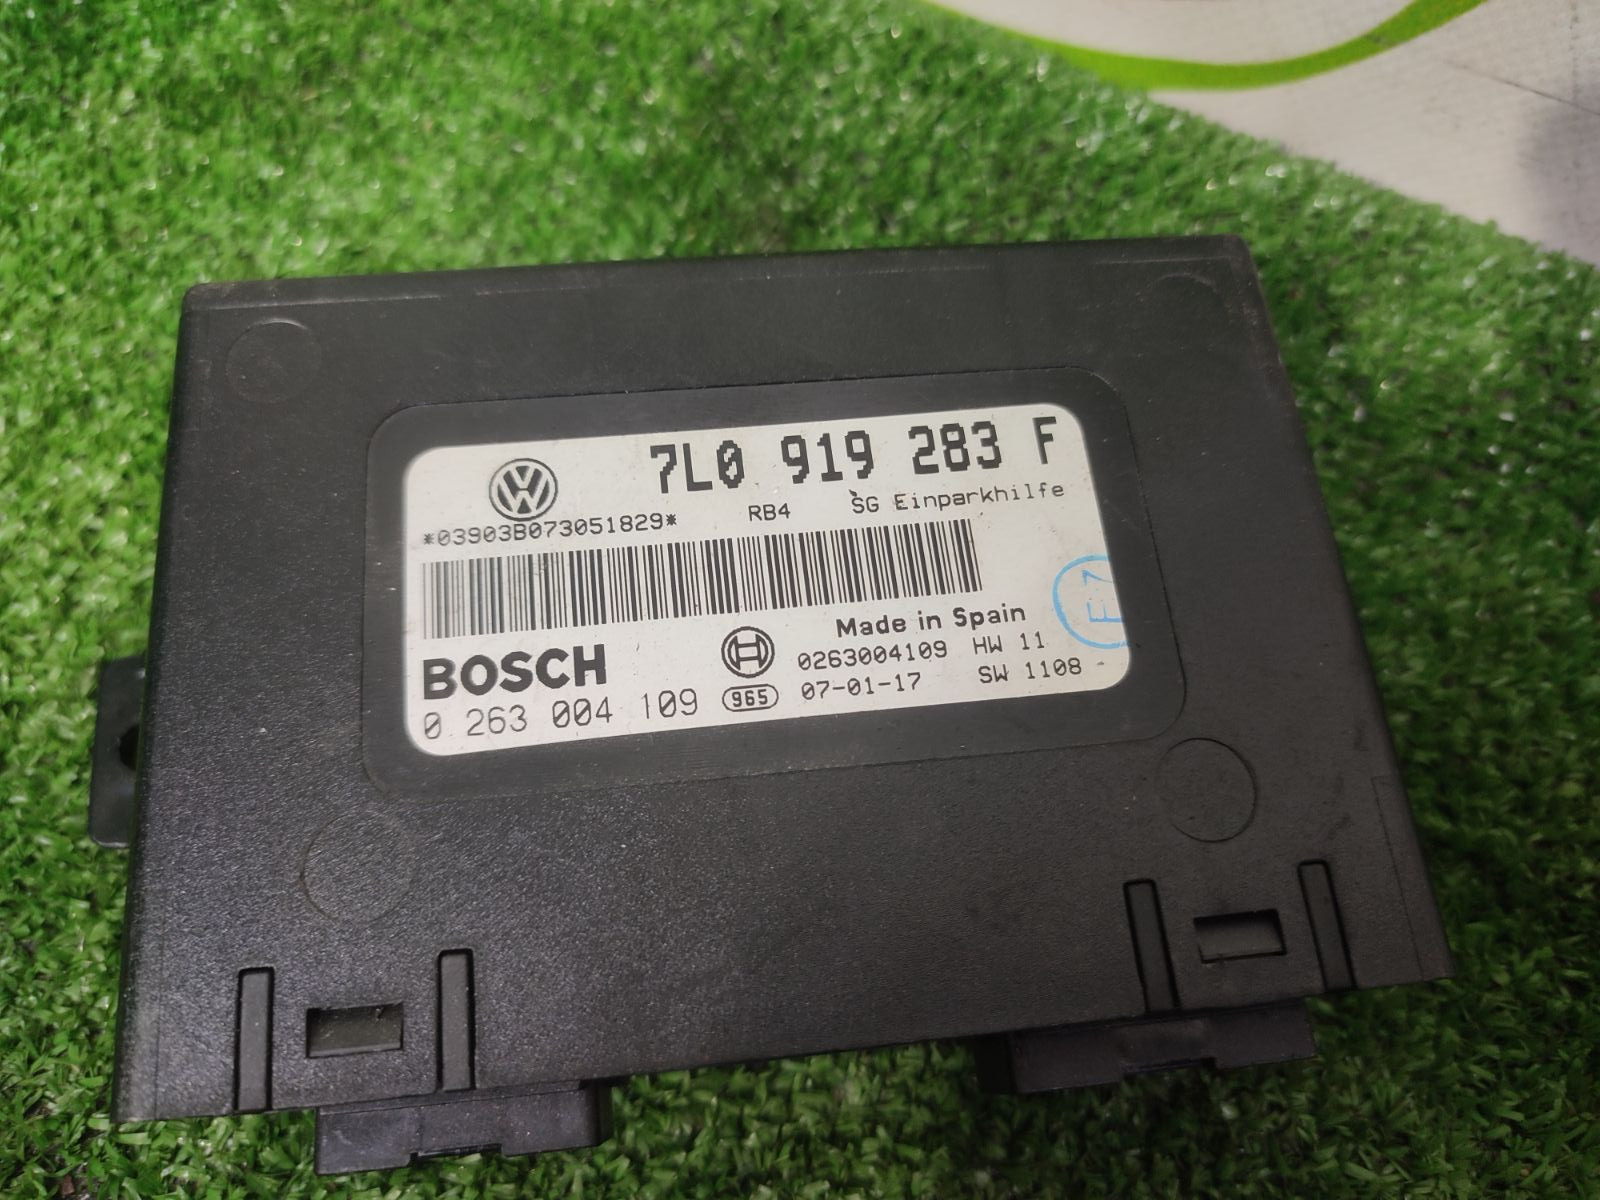 7L0 919 283 F
*03903B073051829* RB4 SG Einparkhilfe
Made in Spain
BOSCH 0263004109 HW 11
0 263 004 109 965 07-01-17 SW 1108